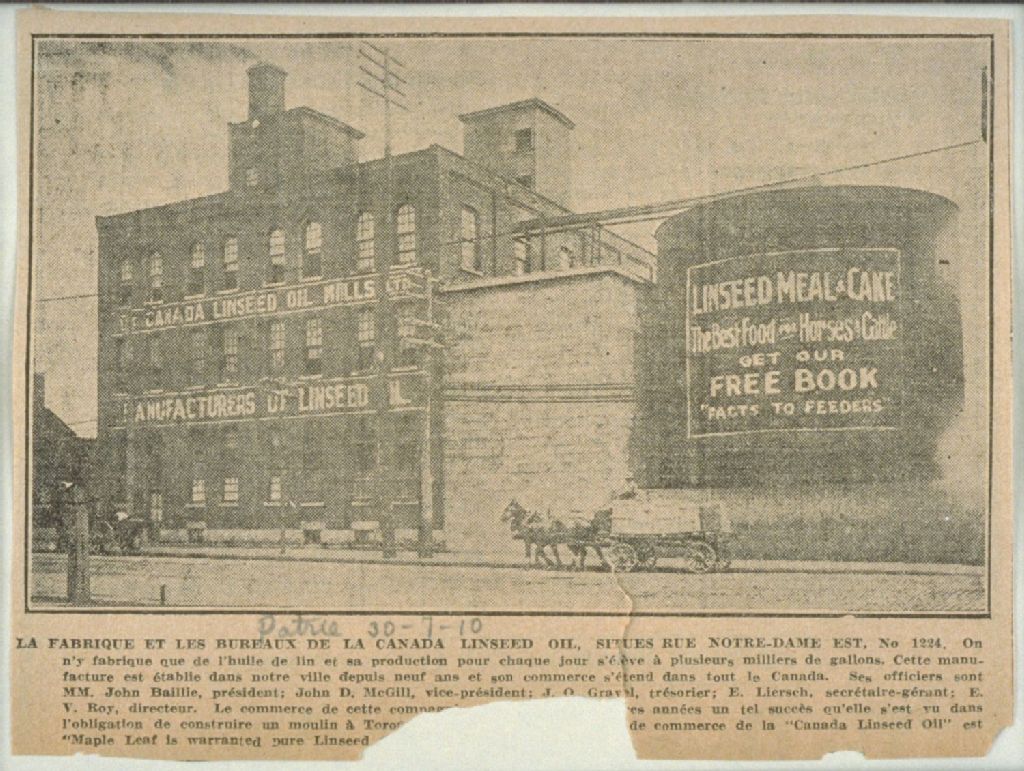 CANADA LINSEED OIL MILLS LTD
MANUFACTURERS OF LINSEED OIL
LINSEED MEAL & CAKE
The Best Food FOR Horses & Cattle
GET OUR
FREE BOOK
"FACTS TO FEEDERS"
Patrie 30-7-10
LA FABRIQUE ET LES BUREAUX DE LA CANADA LINSEED OIL, SITUES RUE NOTRE-DAME EST, No 1224. On
n'y fabrique que de l'huile de lin et sa production pour chaque jour s'élève à plusieurs milliers de gallons. Cette manu-
facture est établie dans notre ville depuis neuf ans et son commerce s'étend dans tout le Canada. Ses officiers sont
MM. John Baillie, président; John D. McGill, vice-président; J. O. Gravel, trésorier; E. Liersch, secrétaire-gérant; E.
V. Roy, directeur. Le commerce de cette années un tel succès qu'elle s'est vu dans
l'obligation de construire un moulin à de commerce de la "Canada Linseed Oil" est
"Maple Leaf is warranted pure Linseed